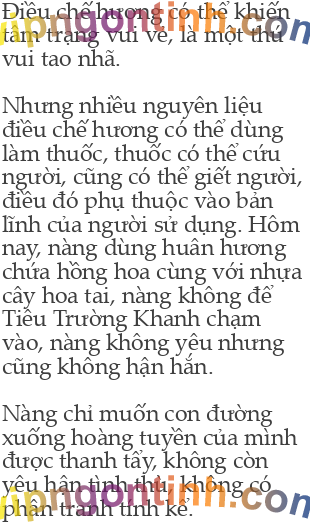 Điều chế hương có thể khiến
tâm trạng vui vẻ, là một thú
vui tao nhã.
Nhưng nhiều nguyên liệu
điều chế hương có thể dùng
làm thuốc, thuốc có thể cứu
người, cũng có thể giết người,
điều đó phụ thuộc vào bản
lĩnh của người sử dụng. Hôm
nay, nàng dùng huân hương
chứa hồng hoa cùng với nhựa
cây hoa tai, nàng không để
Tiêu Trường Khanh chạm
vào, nàng không yêu nhưng
cũng không hận hắn.
Nàng chỉ muốn con đường
xuống hoàng tuyền của mình
được thanh tẩy, không còn
yêu hận tình thù, không có
phân tranh tính kế.
vipngontinh.com
vipngontinh.com